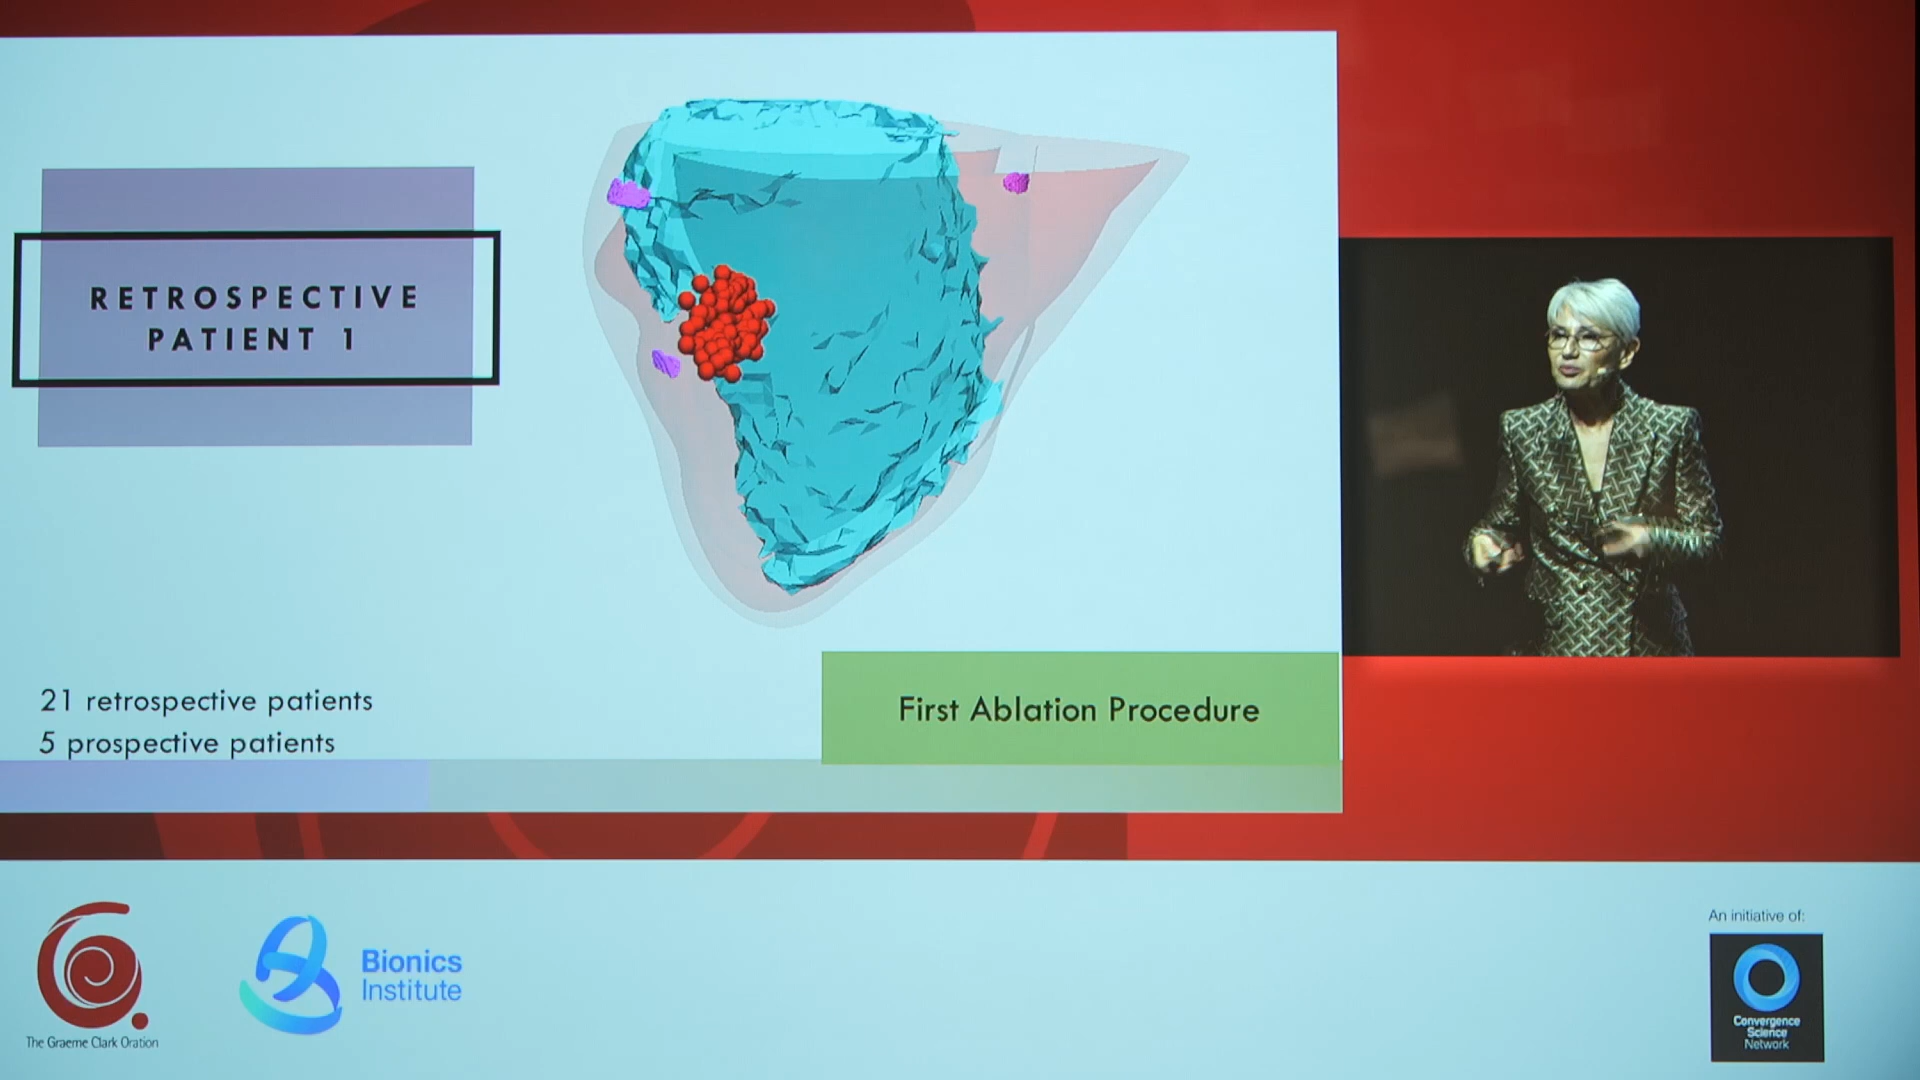 RETROSPECTIVE
PATIENT 1
21 retrospective patients
5 prospective patients
First Ablation Procedure
The Graeme Clark Oration
Bionics
Institute
An initiative of:
Convergence
Science
Network